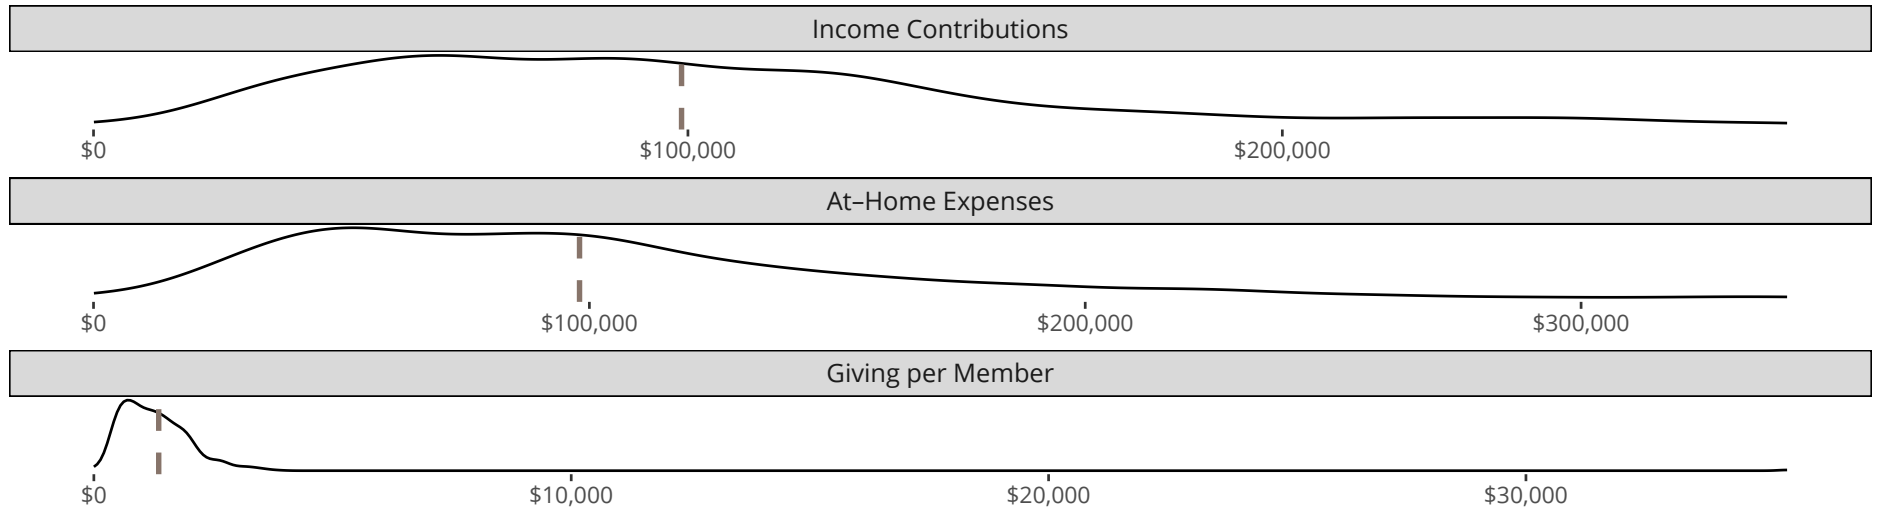 Income Contributions
$0 $100,000 $200,000
At–Home Expenses
$0 $100,000 $200,000 $300,000
Giving per Member
$0 $10,000 $20,000 $30,000